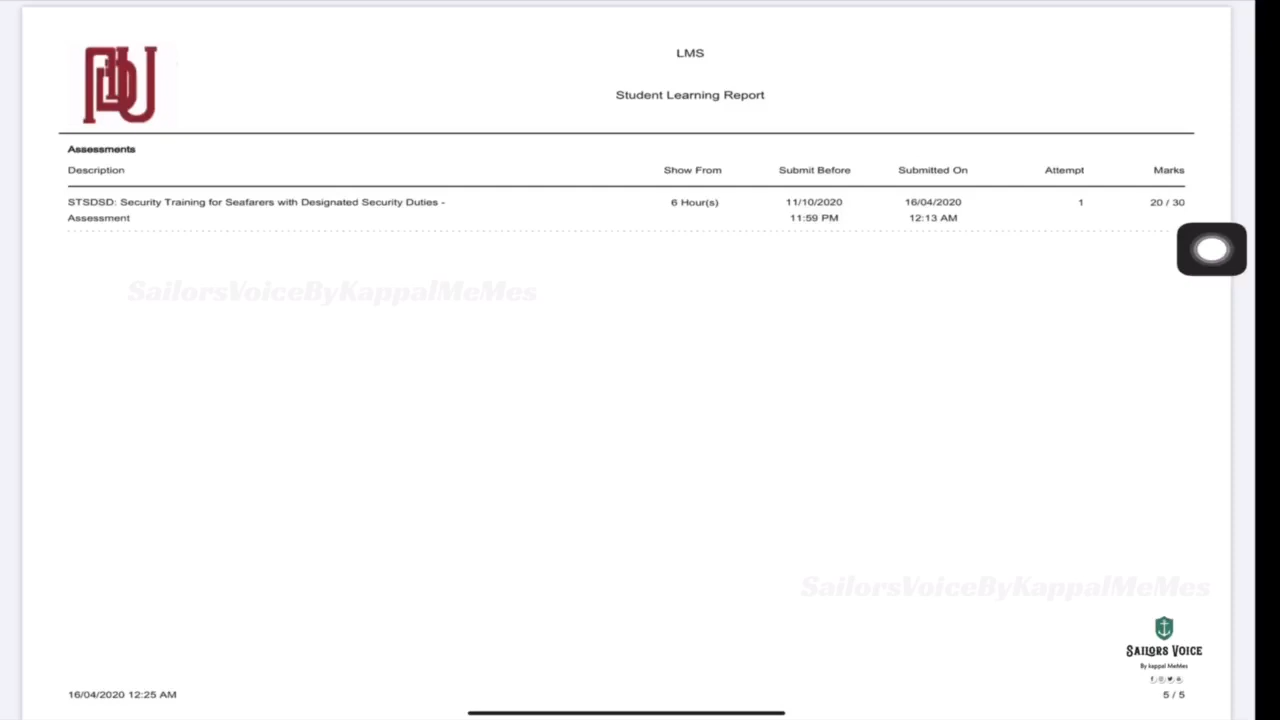 LMS
Student Learning Report
Assessments
Description Show From Submit Before Submitted On Attempt Marks
STSDSD: Security Training for Seafarers with Designated Security Duties - 6 Hour(s) 11/10/2020 16/04/2020 1 20 / 30
Assessment 11:59 PM 12:13 AM
SailorsVoiceByKappalMeMes
SailorsVoiceByKappalMeMes
SAILORS VOICE
By kappal MeMes
16/04/2020 12:25 AM 5 / 5